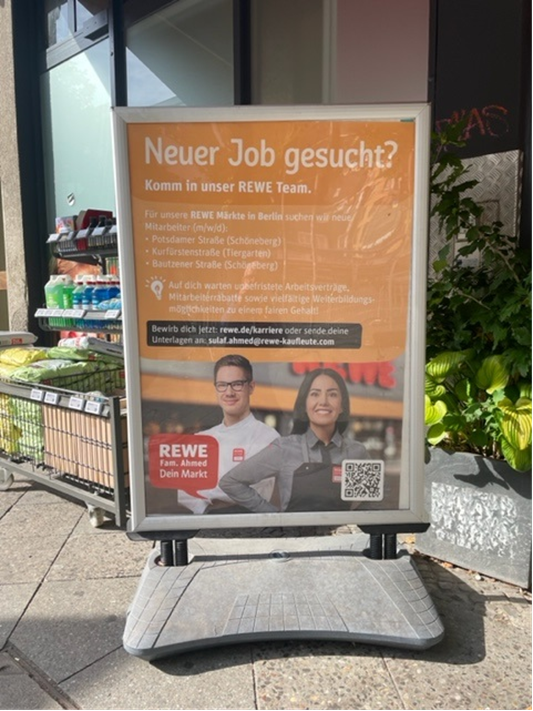 Neuer Job gesucht?
Komm in unser REWE Team.
Für unsere REWE Märkte in Berlin suchen wir neue
Mitarbeiter (m/w/d):
• Potsdamer Straße (Schöneberg)
• Kurfürstenstraße (Tiergarten)
• Bautzener Straße (Schöneberg)
Auf dich warten unbefristete Arbeitsverträge,
Mitarbeiterrabatte sowie vielfältige Weiterbildungs-
möglichkeiten zu einem fairen Gehalt!
Bewirb dich jetzt: rewe.de/karriere oder sende deine
Unterlagen an: sulaf.ahmed@rewe-kaufleute.com
REWE
REWE
Fam. Ahmed
Dein Markt